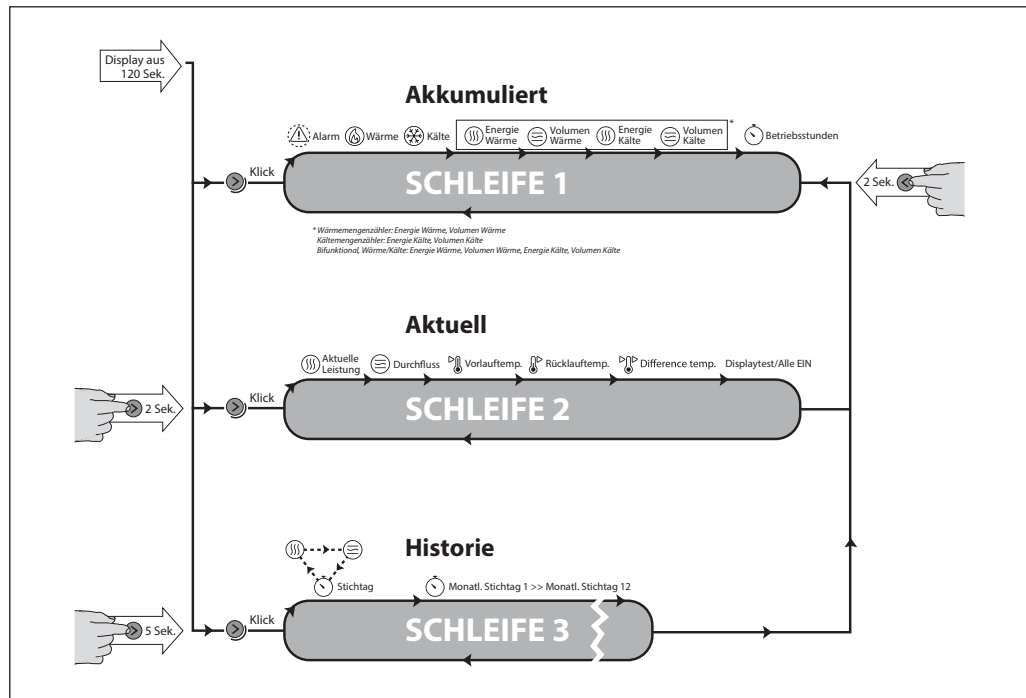 Display aus
120 Sek.
Akkumuliert
Alarm
Wärme
Kälte
Energie
Wärme
Volumen
Wärme
Energie
Kälte
Volumen
Kälte
*
Betriebsstunden
Klick
SCHLEIFE 1
2 Sek.
* Wärmemengenzähler: Energie Wärme, Volumen Wärme
Kältemengenzähler: Energie Kälte, Volumen Kälte
Bifunktional, Wärme/Kälte: Energie Wärme, Volumen Wärme, Energie Kälte, Volumen Kälte
Aktuell
Aktuelle
Leistung
Durchfluss
Vorlauftemp.
Rücklauftemp.
Difference temp.
Displaytest/Alle EIN
2 Sek.
Klick
SCHLEIFE 2
Historie
Stichtag
Monatl. Stichtag 1 >> Monatl. Stichtag 12
5 Sek.
Klick
SCHLEIFE 3